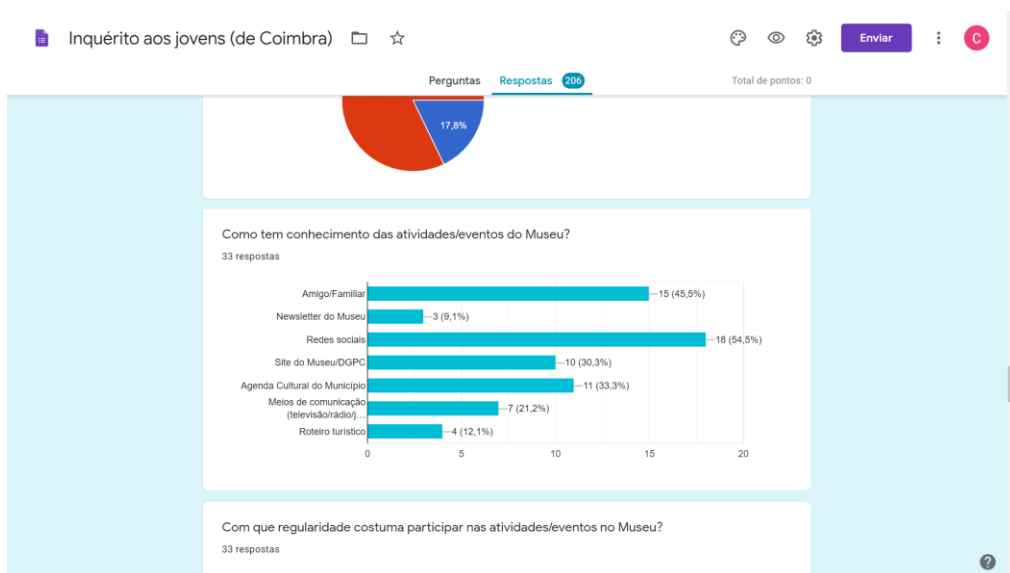 Inquérito aos jovens (de Coimbra)
Enviar
C
Perguntas
Respostas 206
Total de pontos: 0
17,8%
Como tem conhecimento das atividades/eventos do Museu?
33 respostas
Amigo/Familiar 15 (45,5%)
Newsletter do Museu 3 (9,1%)
Redes sociais 18 (54,5%)
Site do Museu/DGPC 10 (30,3%)
Agenda Cultural do Município 11 (33,3%)
Meios de comunicação
(televisão/rádio/j... 7 (21,2%)
Roteiro turístico 4 (12,1%)
0 5 10 15 20
Com que regularidade costuma participar nas atividades/eventos no Museu?
33 respostas